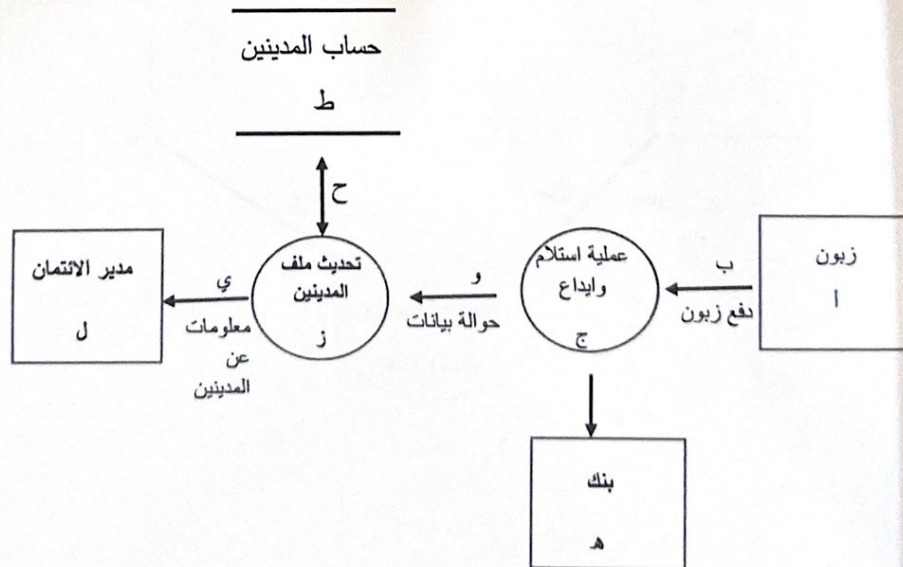 حساب المدينين
ط
ح
زبون
أ
ب
دفع زبون
عملية استلام
وايداع
ج
و
حوالة بيانات
تحديث ملف
المدينين
ز
ي
معلومات
عن
المدينين
مدير الائتمان
ل
بنك
هـ